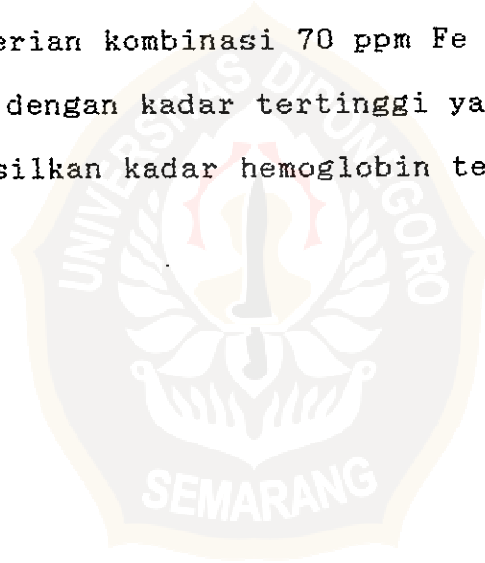 erian kombinasi 70 ppm Fe
dengan kadar tertinggi ya
silkan kadar hemoglobin te
UNIVERSITAS DIPONEGORO
SEMARANG